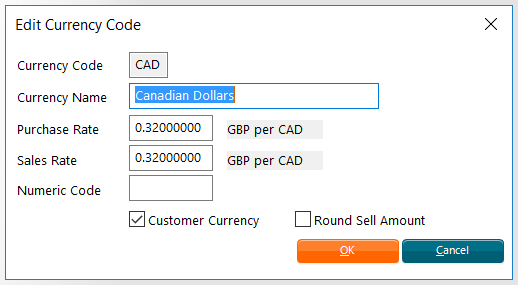 Edit Currency Code
Currency Code CAD
Currency Name Canadian Dollars
Purchase Rate 0.32000000 GBP per CAD
Sales Rate 0.32000000 GBP per CAD
Numeric Code
Customer Currency Round Sell Amount
OK Cancel